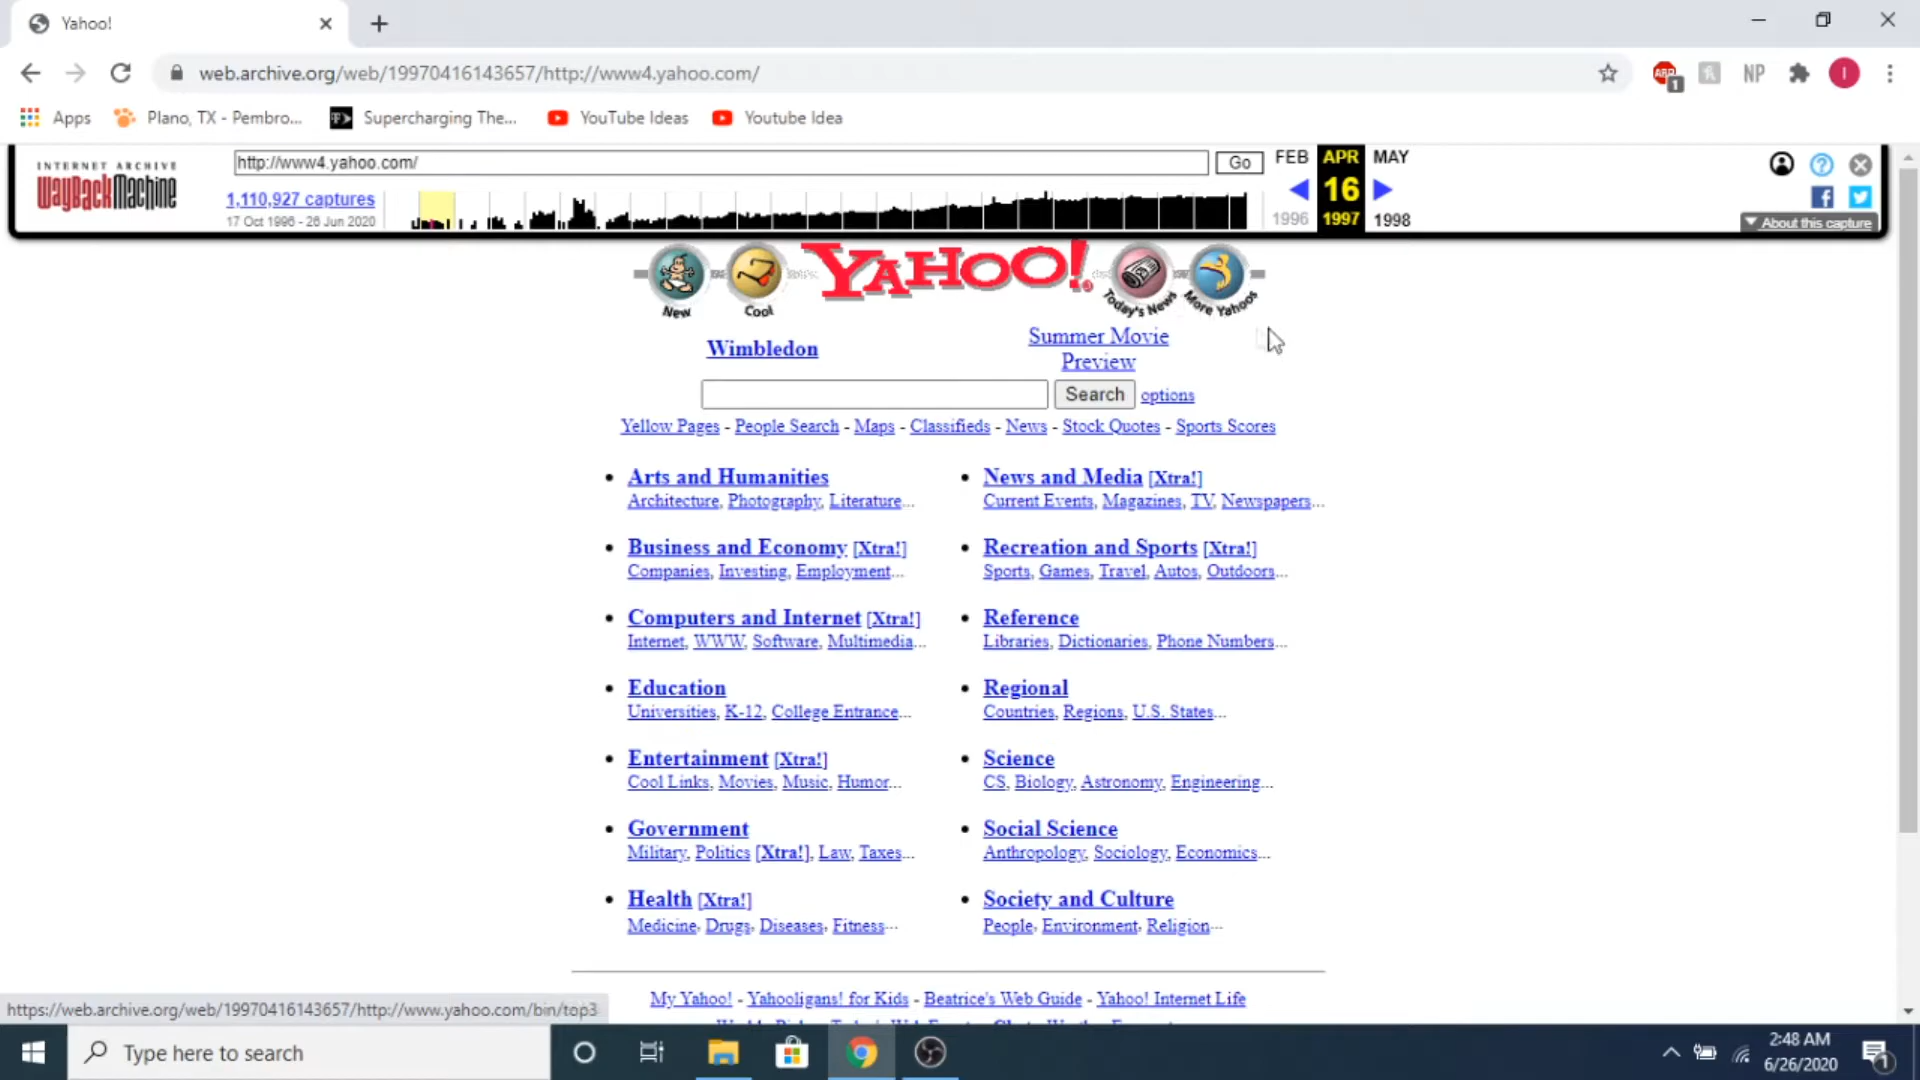 Yahoo!
web.archive.org/web/19970416143657/http://www4.yahoo.com/
ABP 1 NP I
Apps Plano, TX - Pembro... Supercharging The... YouTube Ideas Youtube Idea
INTERNET ARCHIVE
WayBackMachine
http://www4.yahoo.com/ Go
FEB APR MAY
1,110,927 captures 16
17 Oct 1996 - 26 Jun 2020 1996 1997 1998
About this capture
YAHOO!
New Cool Today's News More Yahoos
Wimbledon Summer Movie
Preview
Search options
Yellow Pages - People Search - Maps - Classifieds - News - Stock Quotes - Sports Scores
Arts and Humanities
Architecture, Photography, Literature...
Business and Economy [Xtra!]
Companies, Investing, Employment...
Computers and Internet [Xtra!]
Internet, WWW, Software, Multimedia...
Education
Universities, K-12, College Entrance...
Entertainment [Xtra!]
Cool Links, Movies, Music, Humor...
Government
Military, Politics [Xtra!], Law, Taxes...
Health [Xtra!]
Medicine, Drugs, Diseases, Fitness...
News and Media [Xtra!]
Current Events, Magazines, TV, Newspapers...
Recreation and Sports [Xtra!]
Sports, Games, Travel, Autos, Outdoors...
Reference
Libraries, Dictionaries, Phone Numbers...
Regional
Countries, Regions, U.S. States...
Science
CS, Biology, Astronomy, Engineering...
Social Science
Anthropology, Sociology, Economics...
Society and Culture
People, Environment, Religion...
My Yahoo! - Yahooligans! for Kids - Beatrice's Web Guide - Yahoo! Internet Life
https://web.archive.org/web/19970416143657/http://www.yahoo.com/bin/top3
Type here to search
2:48 AM
6/26/2020
1